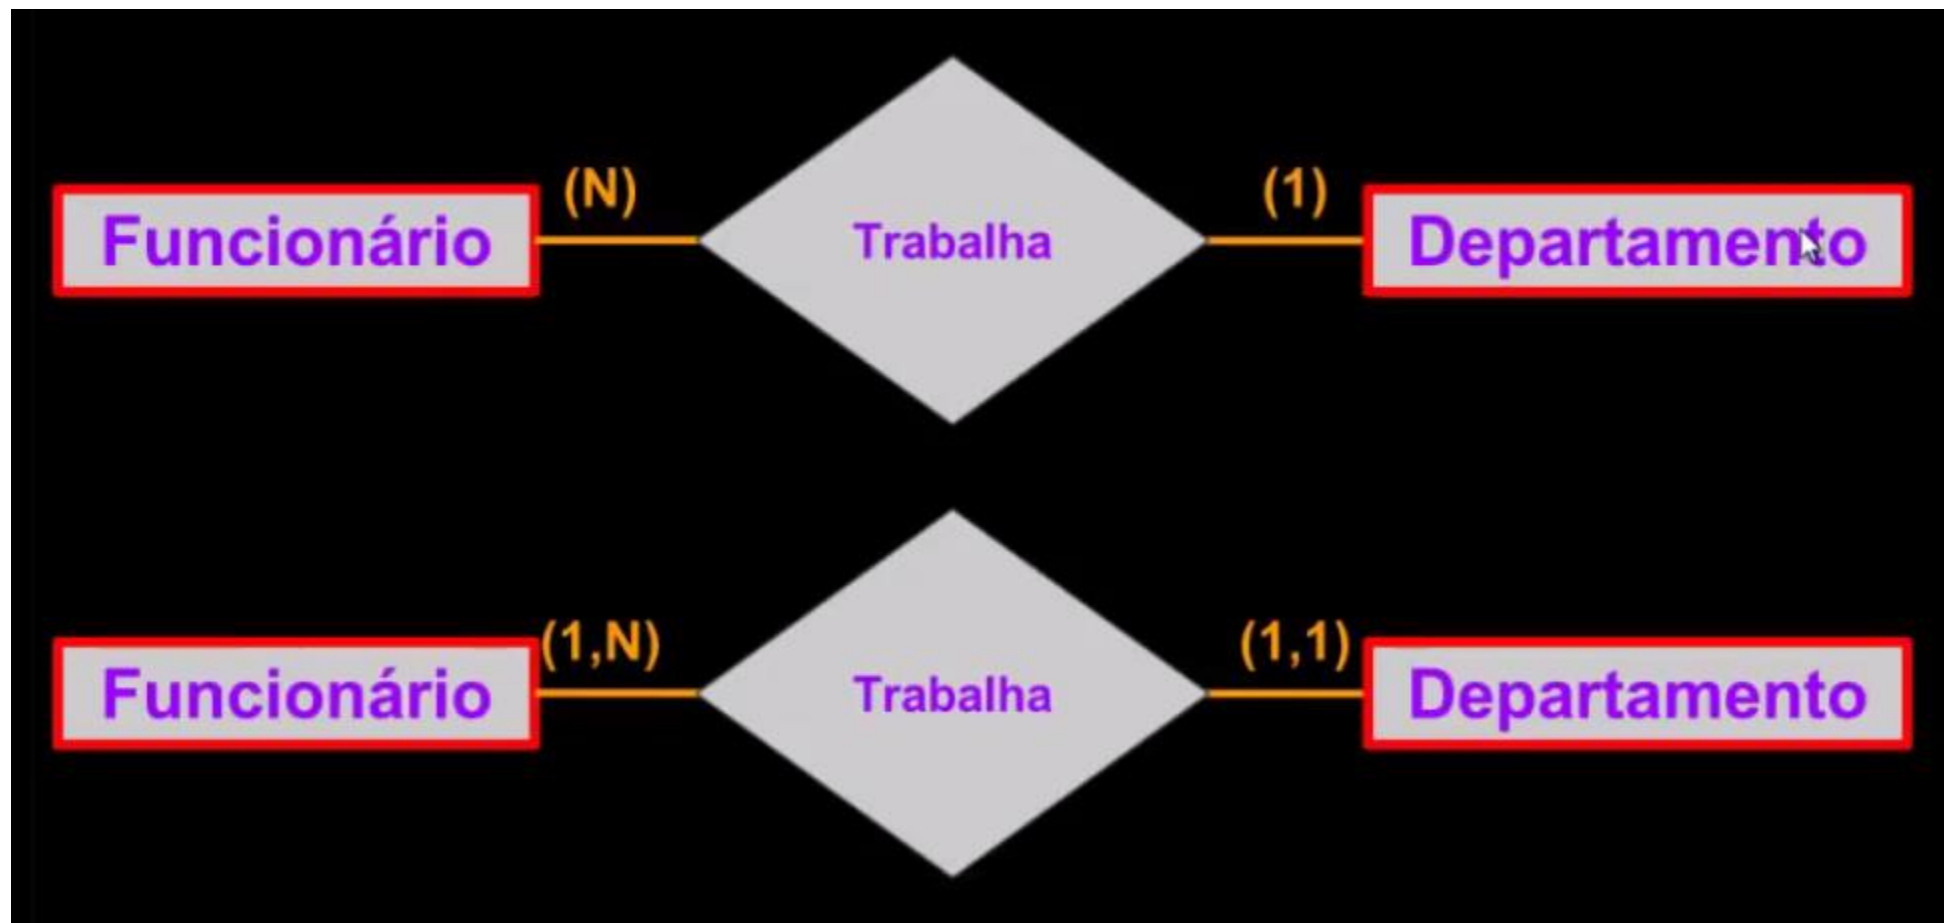 (N) (1)
Funcionário Trabalha Departamento
(1,N) (1,1)
Funcionário Trabalha Departamento